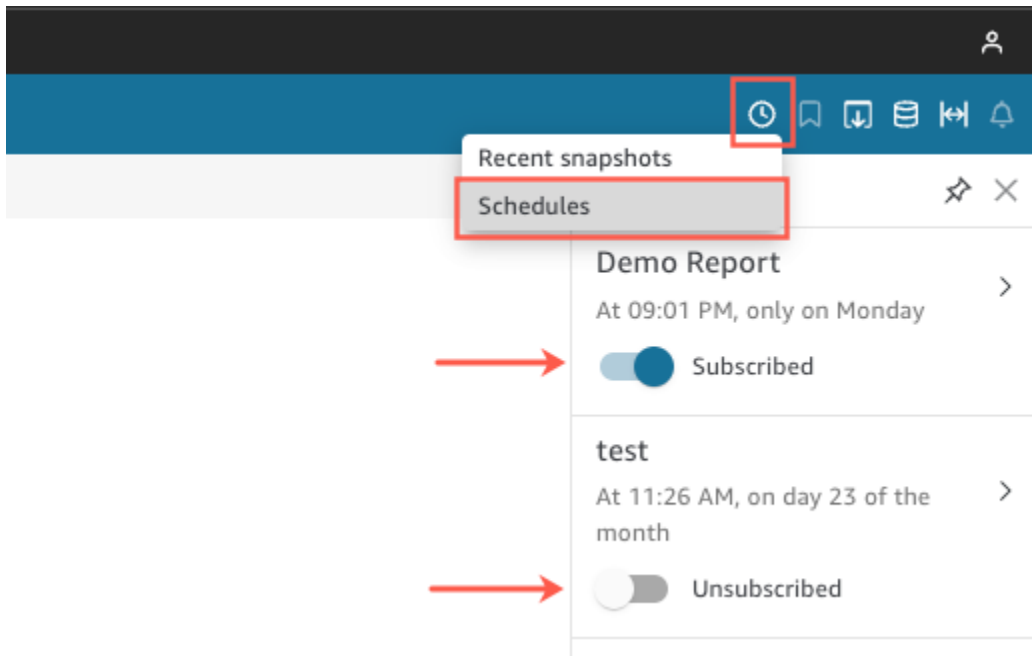 Recent snapshots
Schedules
Demo Report
At 09:01 PM, only on Monday
Subscribed
test
At 11:26 AM, on day 23 of the
month
Unsubscribed